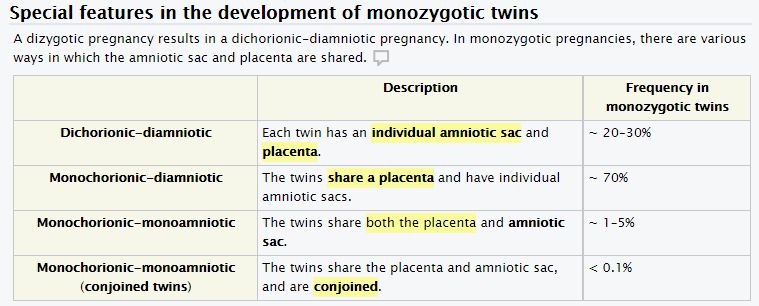 Special features in the development of monozygotic twins
A dizygotic pregnancy results in a dichorionic-diamniotic pregnancy. In monozygotic pregnancies, there are various
ways in which the amniotic sac and placenta are shared.
Description
Frequency in
monozygotic twins
Dichorionic–diamniotic
Each twin has an individual amniotic sac and
placenta.
~ 20–30%
Monochorionic–diamniotic
The twins share a placenta and have individual
amniotic sacs.
~ 70%
Monochorionic–monoamniotic
The twins share both the placenta and amniotic
sac.
~ 1–5%
Monochorionic–monoamniotic
(conjoined twins)
The twins share the placenta and amniotic sac,
and are conjoined.
< 0.1%